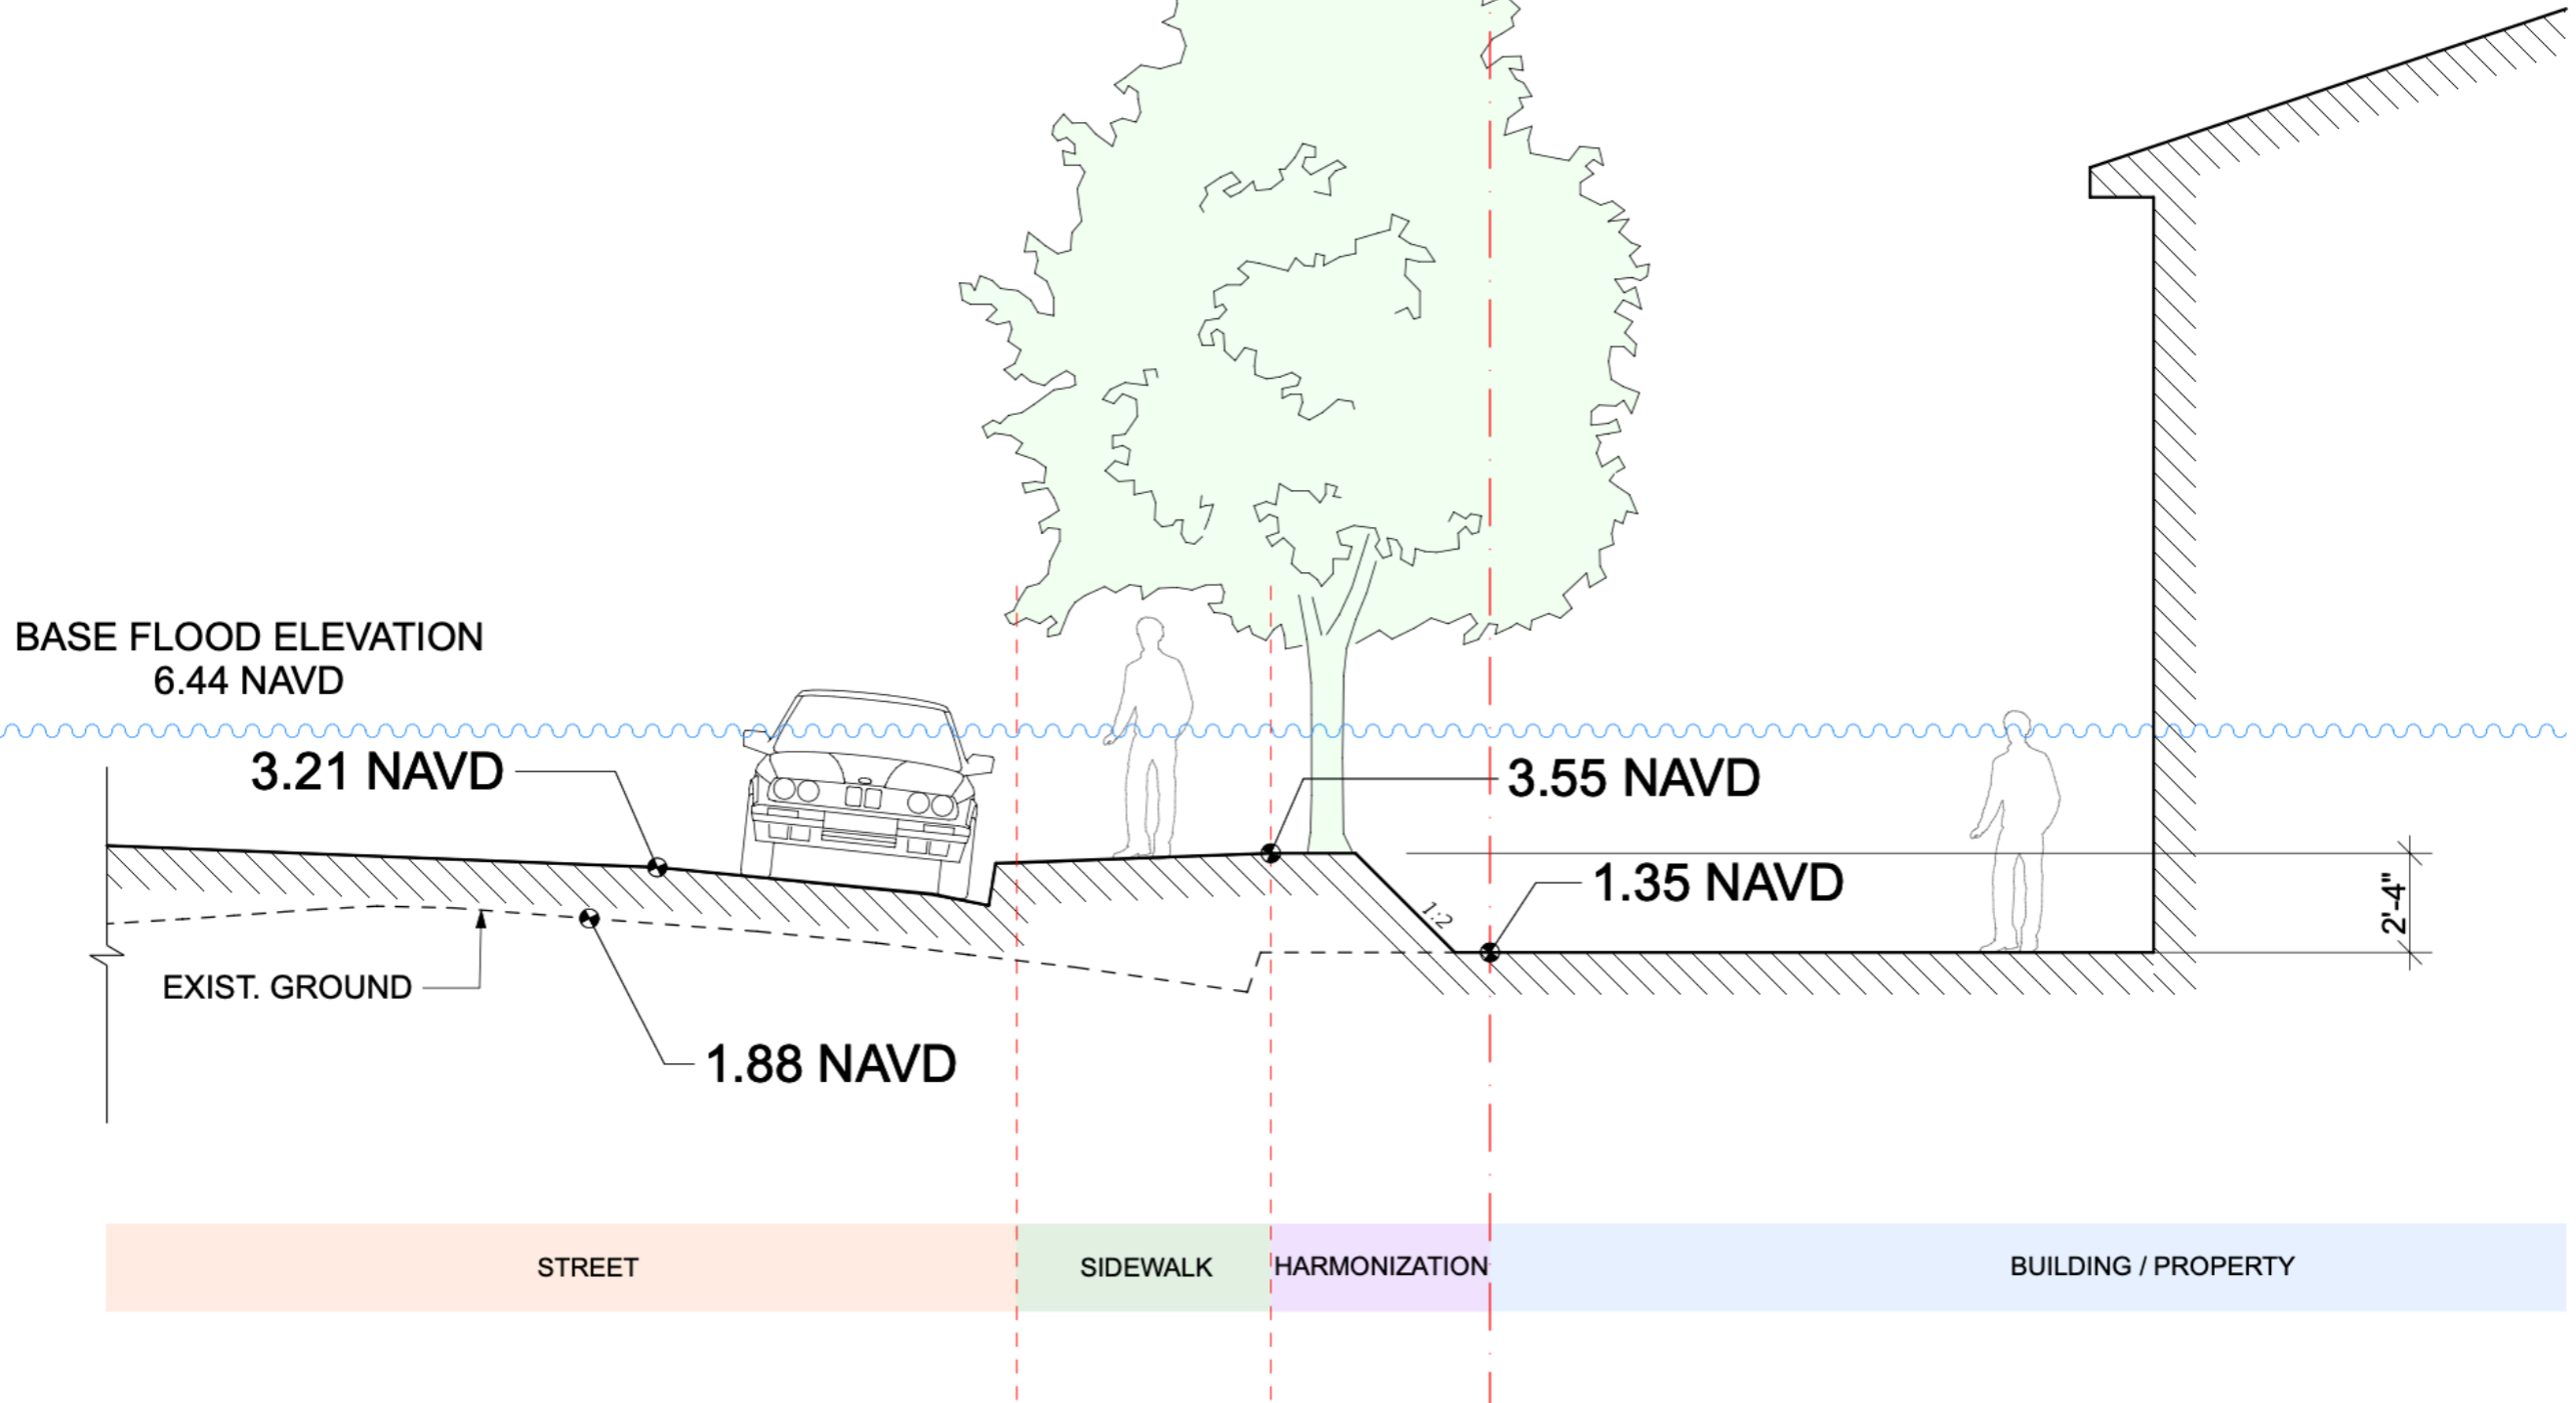 BASE FLOOD ELEVATION
6.44 NAVD
3.21 NAVD
3.55 NAVD
1.35 NAVD
1:2
2'-4"
EXIST. GROUND
1.88 NAVD
STREET
SIDEWALK
HARMONIZATION
BUILDING / PROPERTY